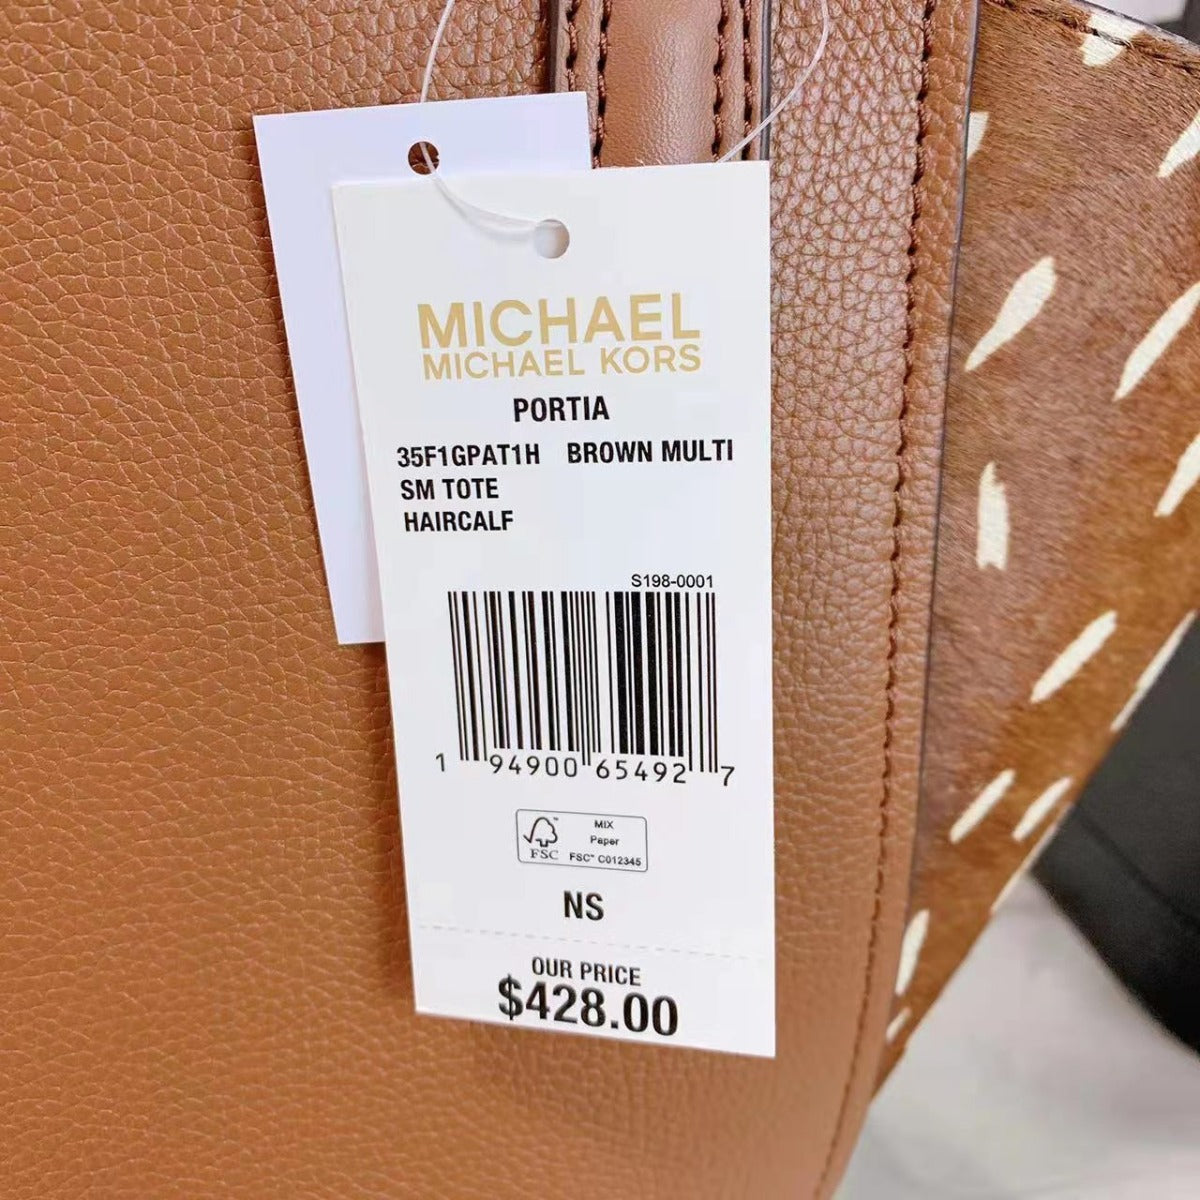 MICHAEL
MICHAEL KORS
PORTIA
35F1GPAT1H BROWN MULTI
SM TOTE
HAIRCALF
S198-0001
1 94900 65492 7
FSC
MIX
Paper
FSC™ C012345
NS
OUR PRICE
$428.00